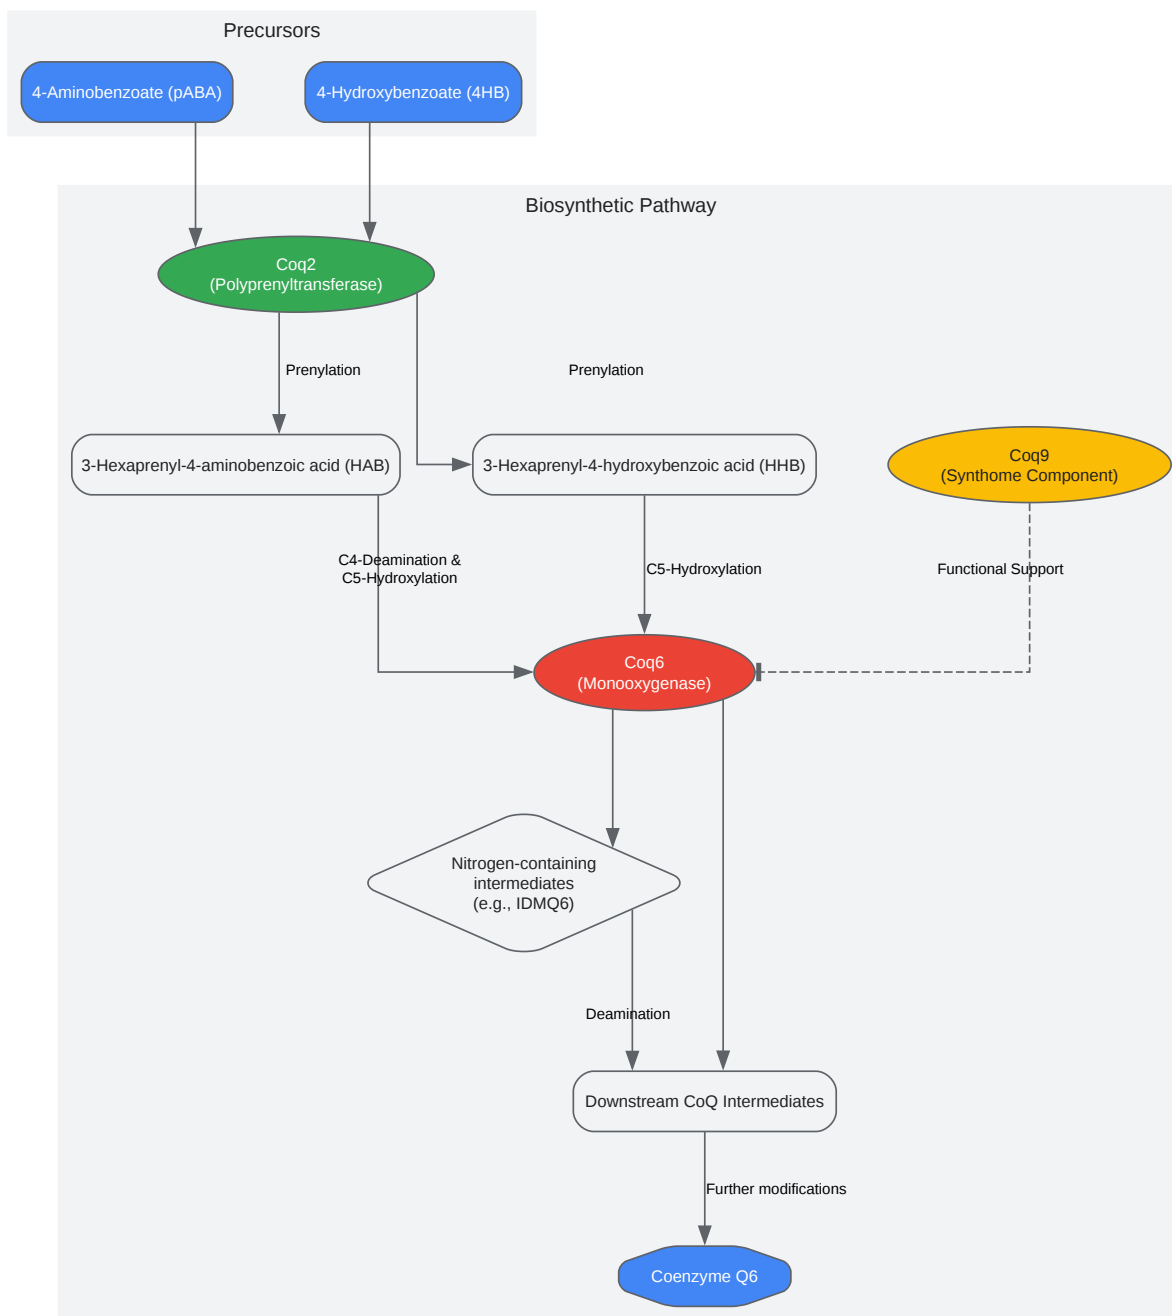 Precursors
4-Aminobenzoate (pABA)
4-Hydroxybenzoate (4HB)
Biosynthetic Pathway
Coq2
(Polyprenyltransferase)
Prenylation
Prenylation
3-Hexaprenyl-4-aminobenzoic acid (HAB)
3-Hexaprenyl-4-hydroxybenzoic acid (HHB)
Coq9
(Synthome Component)
C4-Deamination &
C5-Hydroxylation
C5-Hydroxylation
Functional Support
Coq6
(Monooxygenase)
Nitrogen-containing
intermediates
(e.g., IDMQ6)
Deamination
Downstream CoQ Intermediates
Further modifications
Coenzyme Q6